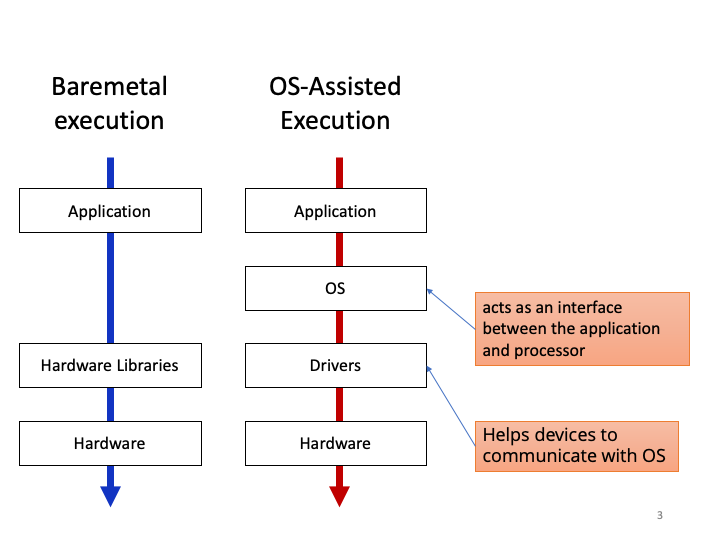 Baremetal
execution
OS-Assisted
Execution
Application
Application
OS
acts as an interface
between the application
and processor
Hardware Libraries
Drivers
Hardware
Hardware
Helps devices to
communicate with OS
3